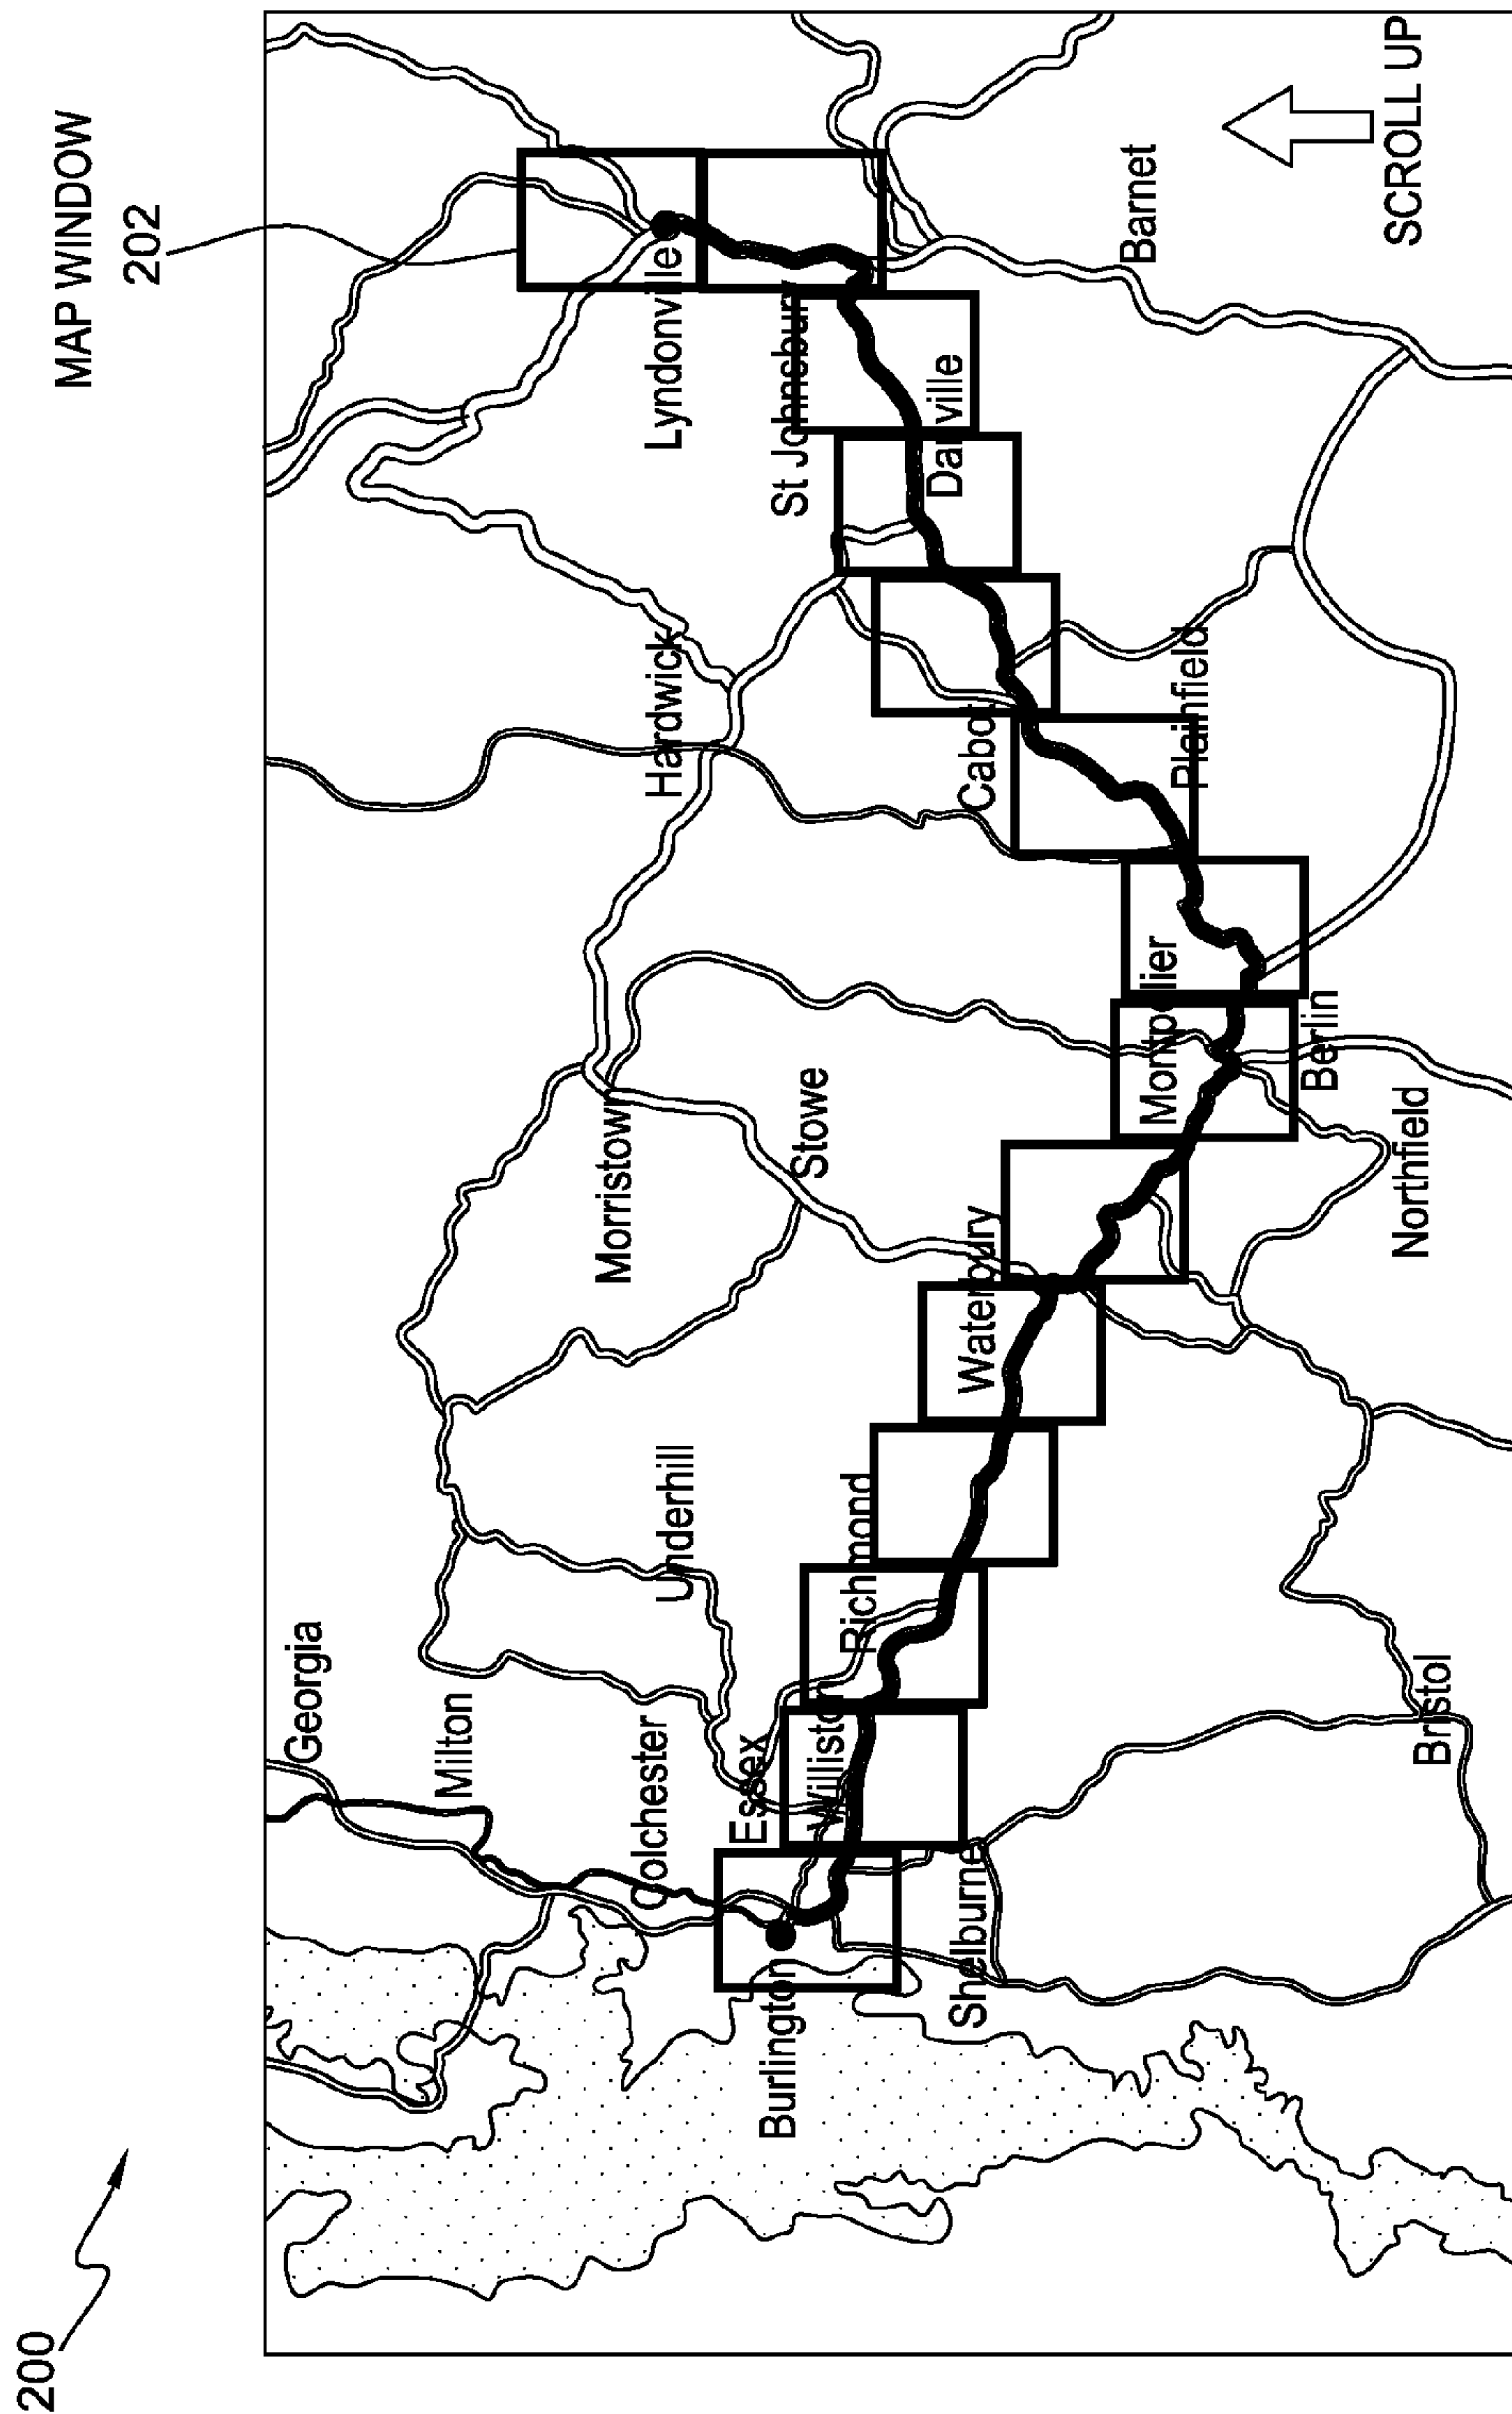 200
MAP WINDOW
202
Georgia
Milton
Morristown
Colchester
Underhill
Hardwick
Lyndonville
Essex
Burlington
St Johnsbury
Stowe
Williston
Richmond
Danville
Shelburne
Waterbury
Cabot
Barnet
Montpelier
Plainfield
Berlin
Northfield
Bristol
SCROLL UP